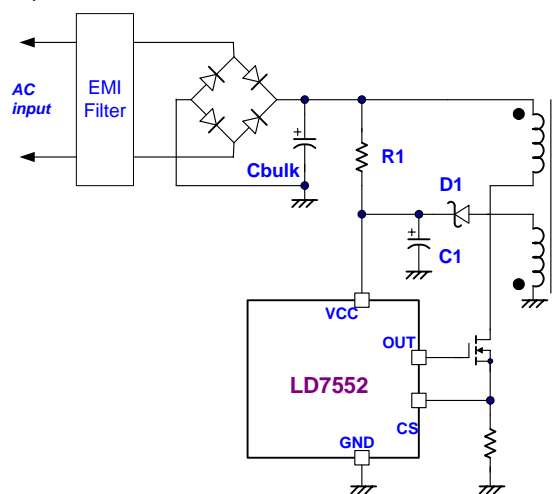 AC
input
EMI
Filter
+
Cbulk
R1
D1
+
C1
VCC
OUT
LD7552
CS
GND